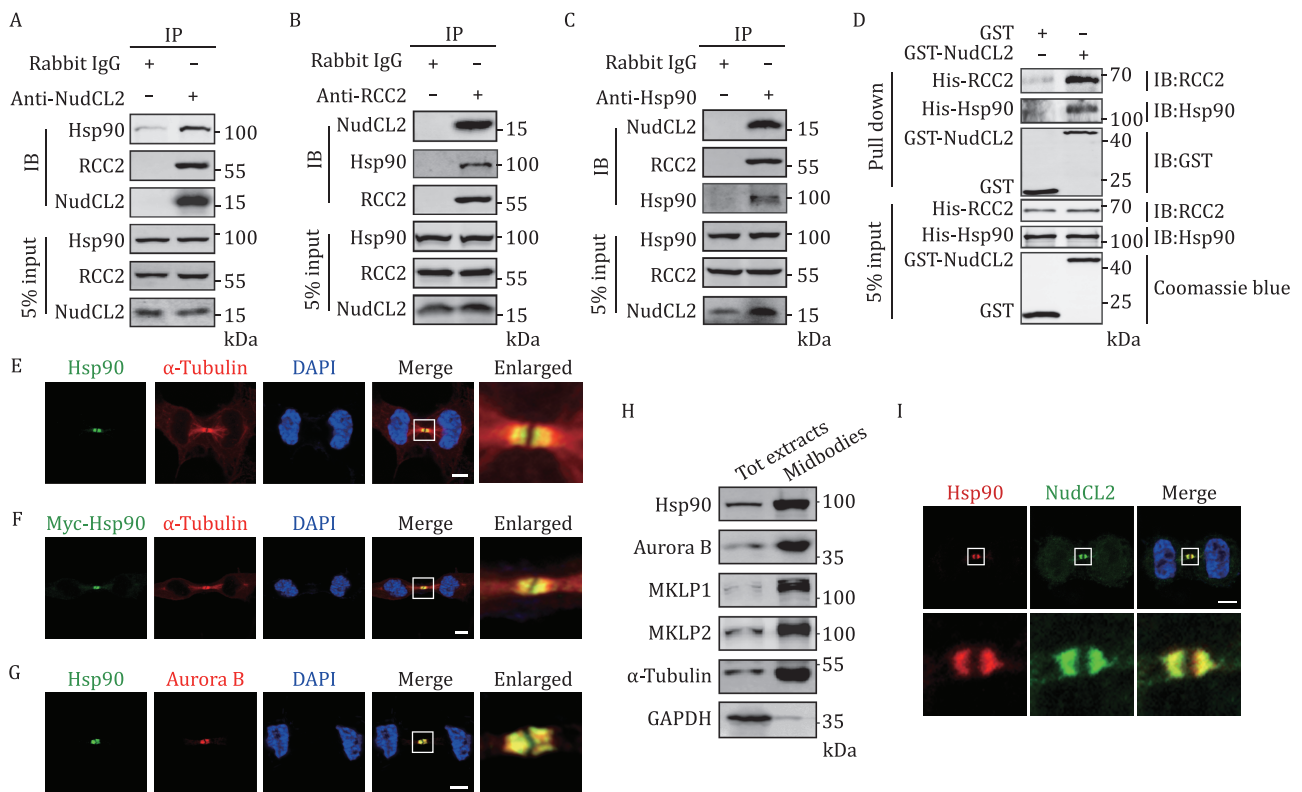 A
IP
Rabbit IgG + –
Anti-NudCL2 – +
IB
Hsp90 100
RCC2 55
NudCL2 15
5% input
Hsp90 100
RCC2 55
NudCL2 15
kDa
B
IP
Rabbit IgG + –
Anti-RCC2 – +
IB
NudCL2 15
Hsp90 100
RCC2 55
5% input
Hsp90 100
RCC2 55
NudCL2 15
kDa
C
IP
Rabbit IgG + –
Anti-Hsp90 – +
IB
NudCL2 15
RCC2 55
Hsp90 100
5% input
Hsp90 100
RCC2 55
NudCL2 15
kDa
D
GST + –
GST-NudCL2 – +
Pull down
His-RCC2 70 IB:RCC2
His-Hsp90 100 IB:Hsp90
GST-NudCL2 40
IB:GST
25
GST
5% input
His-RCC2 70 IB:RCC2
His-Hsp90 100 IB:Hsp90
GST-NudCL2 40
Coomassie blue
25
GST
kDa
E
Hsp90 α-Tubulin DAPI Merge Enlarged
F
Myc-Hsp90 α-Tubulin DAPI Merge Enlarged
G
Hsp90 Aurora B DAPI Merge Enlarged
H
Tot extracts
Midbodies
Hsp90 100
Aurora B 35
MKLP1 100
MKLP2 100
α-Tubulin 55
GAPDH 35
kDa
I
Hsp90 NudCL2 Merge